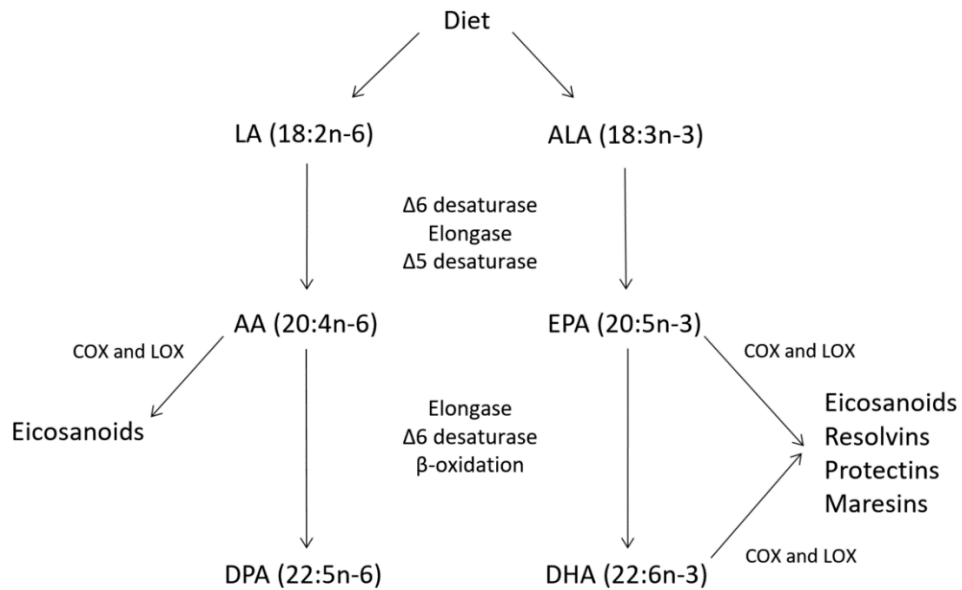 Diet
LA (18:2n-6)
ALA (18:3n-3)
Δ6 desaturase
Elongase
Δ5 desaturase
AA (20:4n-6)
EPA (20:5n-3)
COX and LOX
COX and LOX
Eicosanoids
Elongase
Δ6 desaturase
β-oxidation
Eicosanoids
Resolvins
Protectins
Maresins
DPA (22:5n-6)
DHA (22:6n-3)
COX and LOX